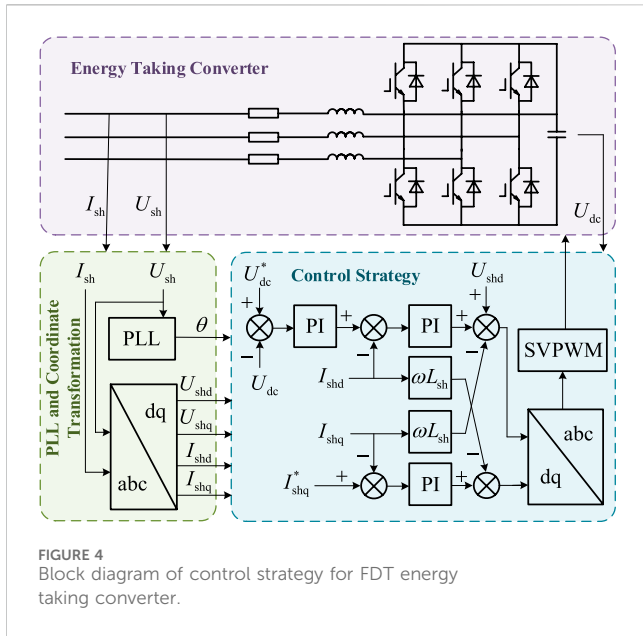 Energy Taking Converter
I_sh
U_sh
U_dc
PLL and Coordinate
Transformation
I_sh
U_sh
PLL
θ
dq
abc
U_shd
U_shq
I_shd
I_shq
Control Strategy
U*_dc
+
−
U_dc
PI
+
−
PI
+
−
U_shd
+
I_shd
ωL_sh
I_shq
ωL_sh
−
−
I*_shq
+
PI
+
SVPWM
abc
dq
FIGURE 4
Block diagram of control strategy for FDT energy
taking converter.